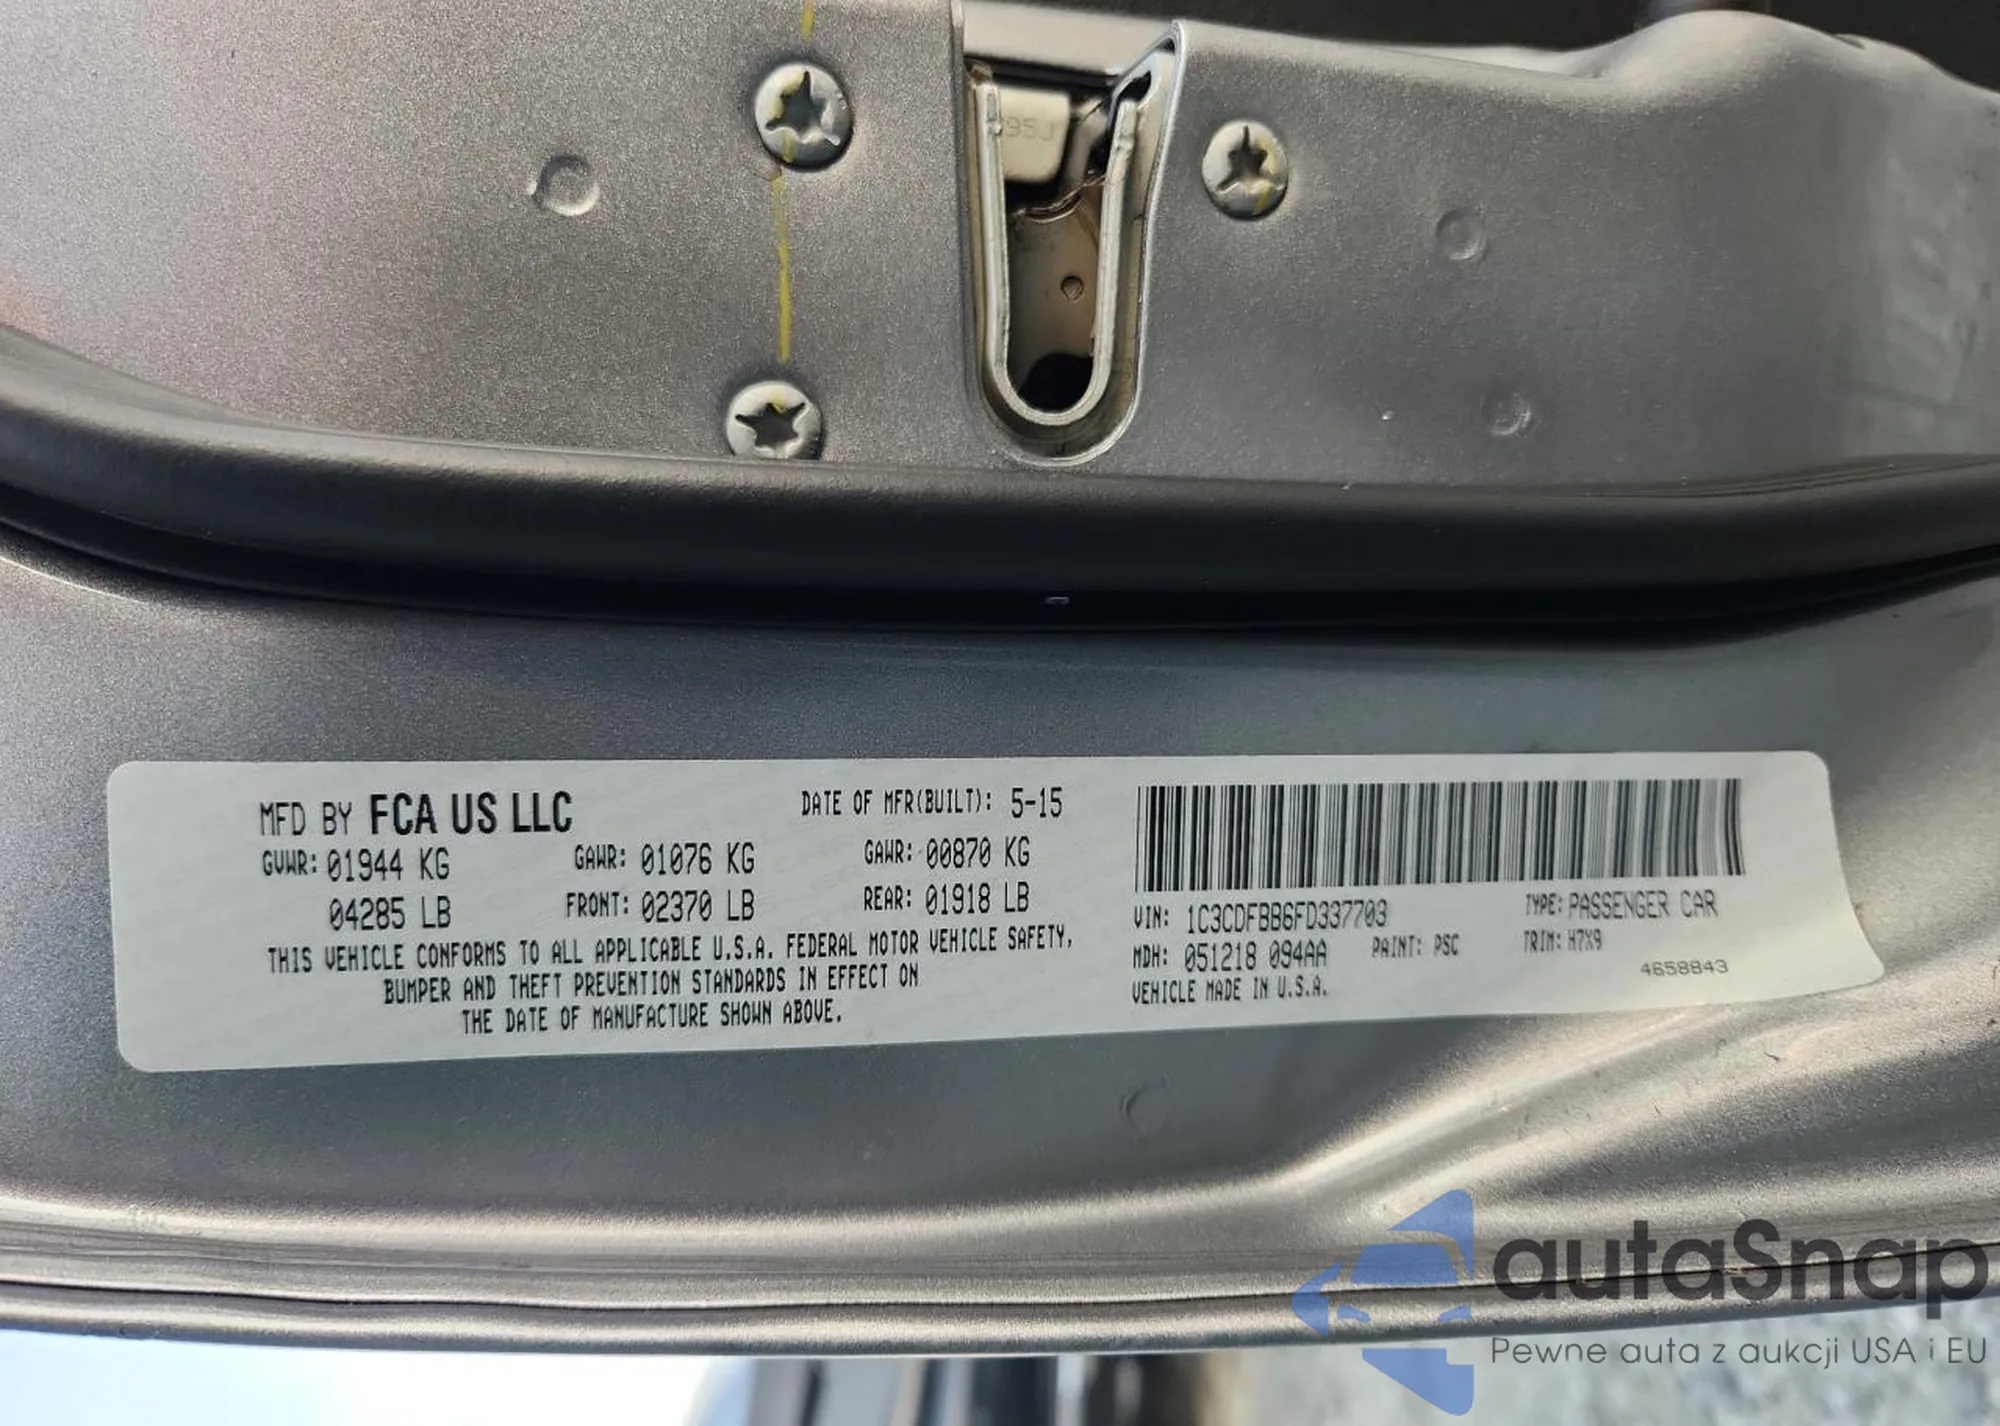 MFD BY FCA US LLC DATE OF MFR(BUILT): 5-15
GVWR: 01944 KG GAWR: 01076 KG GAWR: 00870 KG
04285 LB FRONT: 02370 LB REAR: 01918 LB
THIS VEHICLE CONFORMS TO ALL APPLICABLE U.S.A. FEDERAL MOTOR VEHICLE SAFETY,
BUMPER AND THEFT PREVENTION STANDARDS IN EFFECT ON
THE DATE OF MANUFACTURE SHOWN ABOVE.
VIN: 1C3CDFBB6FD337703 TYPE: PASSENGER CAR
MDH: 051218 094AA PAINT: PSC TRIM: H7X9
VEHICLE MADE IN U.S.A. 4658843
autaSnap
Pewne auta z aukcji USA i EU